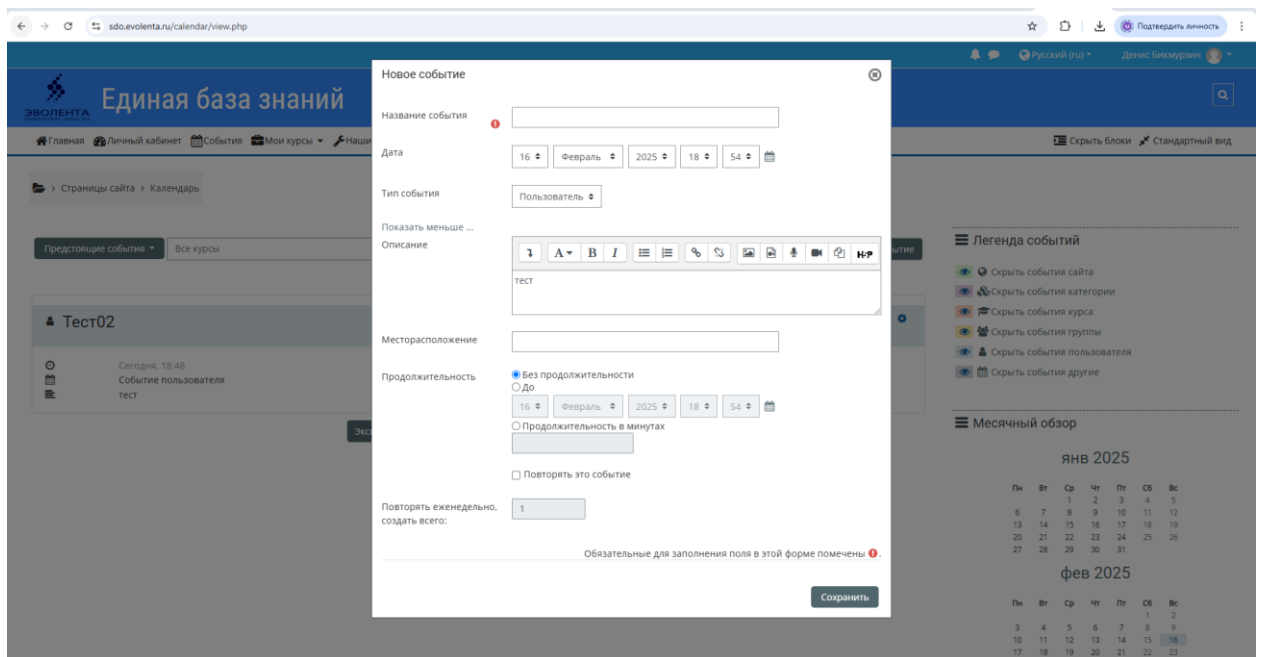 sdo.evolenta.ru/calendar/view.php
Подтвердить личность
Русский (ru)
Денис Бикмурзин
ЭВОЛЕНТА
Единая база знаний
Главная Личный кабинет События Мои курсы Наши
Скрыть блоки Стандартный вид
> Страницы сайта > Календарь
Предстоящие события
Все курсы
ытие
Тест02
Сегодня, 18:48
Событие пользователя
тест
Экс
Новое событие
Название события
Дата
16 Февраль 2025 18 54
Тип события
Пользователь
Показать меньше ...
Описание
A B I H-P
тест
Месторасположение
Продолжительность
Без продолжительности
До
16 Февраль 2025 18 54
Продолжительность в минутах
Повторять это событие
Повторять еженедельно,
создать всего:
1
Обязательные для заполнения поля в этой форме помечены .
Сохранить
Легенда событий
Скрыть события сайта
Скрыть события категории
Скрыть события курса
Скрыть события группы
Скрыть события пользователя
Скрыть события другие
Месячный обзор
янв 2025
Пн Вт Ср Чт Пт Сб Вс
1 2 3 4 5
6 7 8 9 10 11 12
13 14 15 16 17 18 19
20 21 22 23 24 25 26
27 28 29 30 31
фев 2025
Пн Вт Ср Чт Пт Сб Вс
1 2
3 4 5 6 7 8 9
10 11 12 13 14 15 16
17 18 19 20 21 22 23